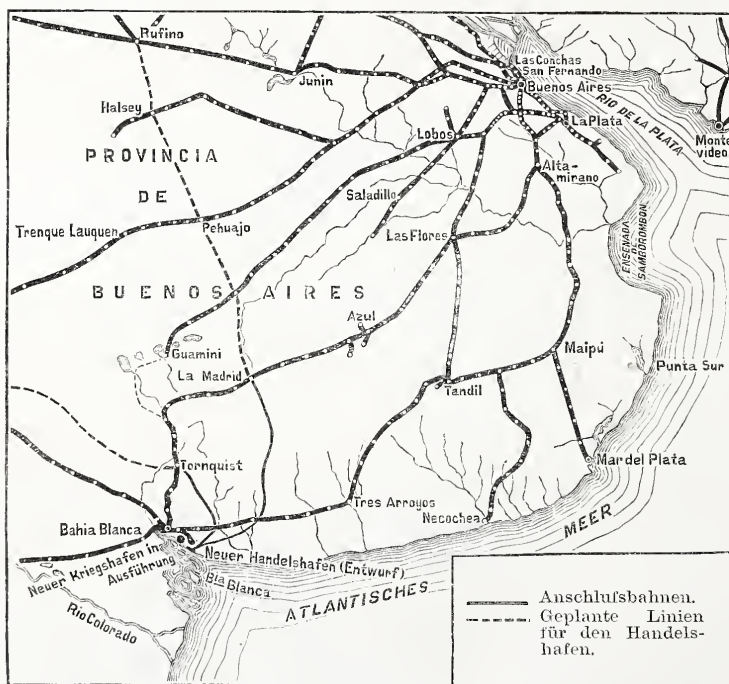 Rufino
Las Conchas
San Fernando
Junin
Buenos Aires
Halsey
RIO DE LA PLATA
La Plata
Lobos
Monte
video
PROVINCIA
Alta-
mirano
DE
Saladillo
Trenque Lauquen
Pehuajo
Las Flores
ENSENADA
DE
SAMBOROMBON
BUENOS AIRES
Azul
Guamini
Maipú
La Madrid
Punta Sur
Tandil
Tornquist
Mar del Plata
Tres Arroyos
Necochea
Bahia Blanca
MEER
Neuer Kriegshafen in
Ausführung
Neuer Handelshafen (Entwurf)
Bia Blanca
ATLANTISCHES
Rio Colorado
Anschluſsbahnen.
Geplante Linien
für den Handels-
hafen.